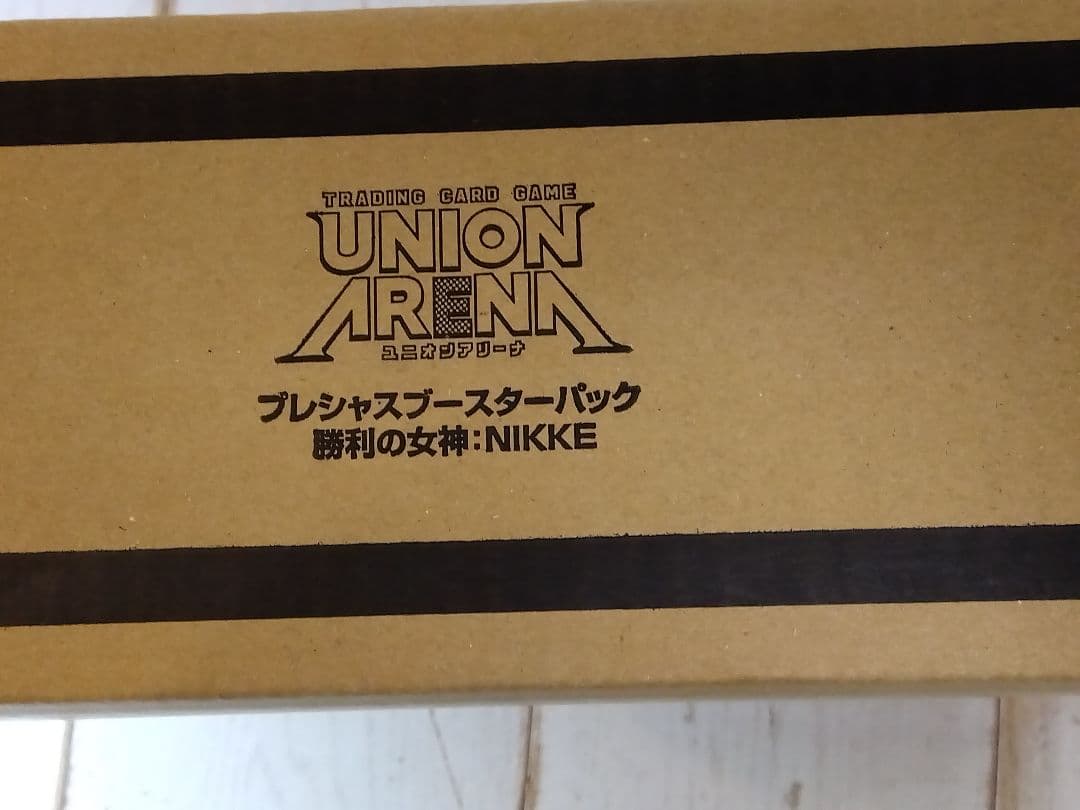 TRADING CARD GAME
UNION
ARENA
ユニオンアリーナ
プレシャスブースターパック
勝利の女神:NIKKE